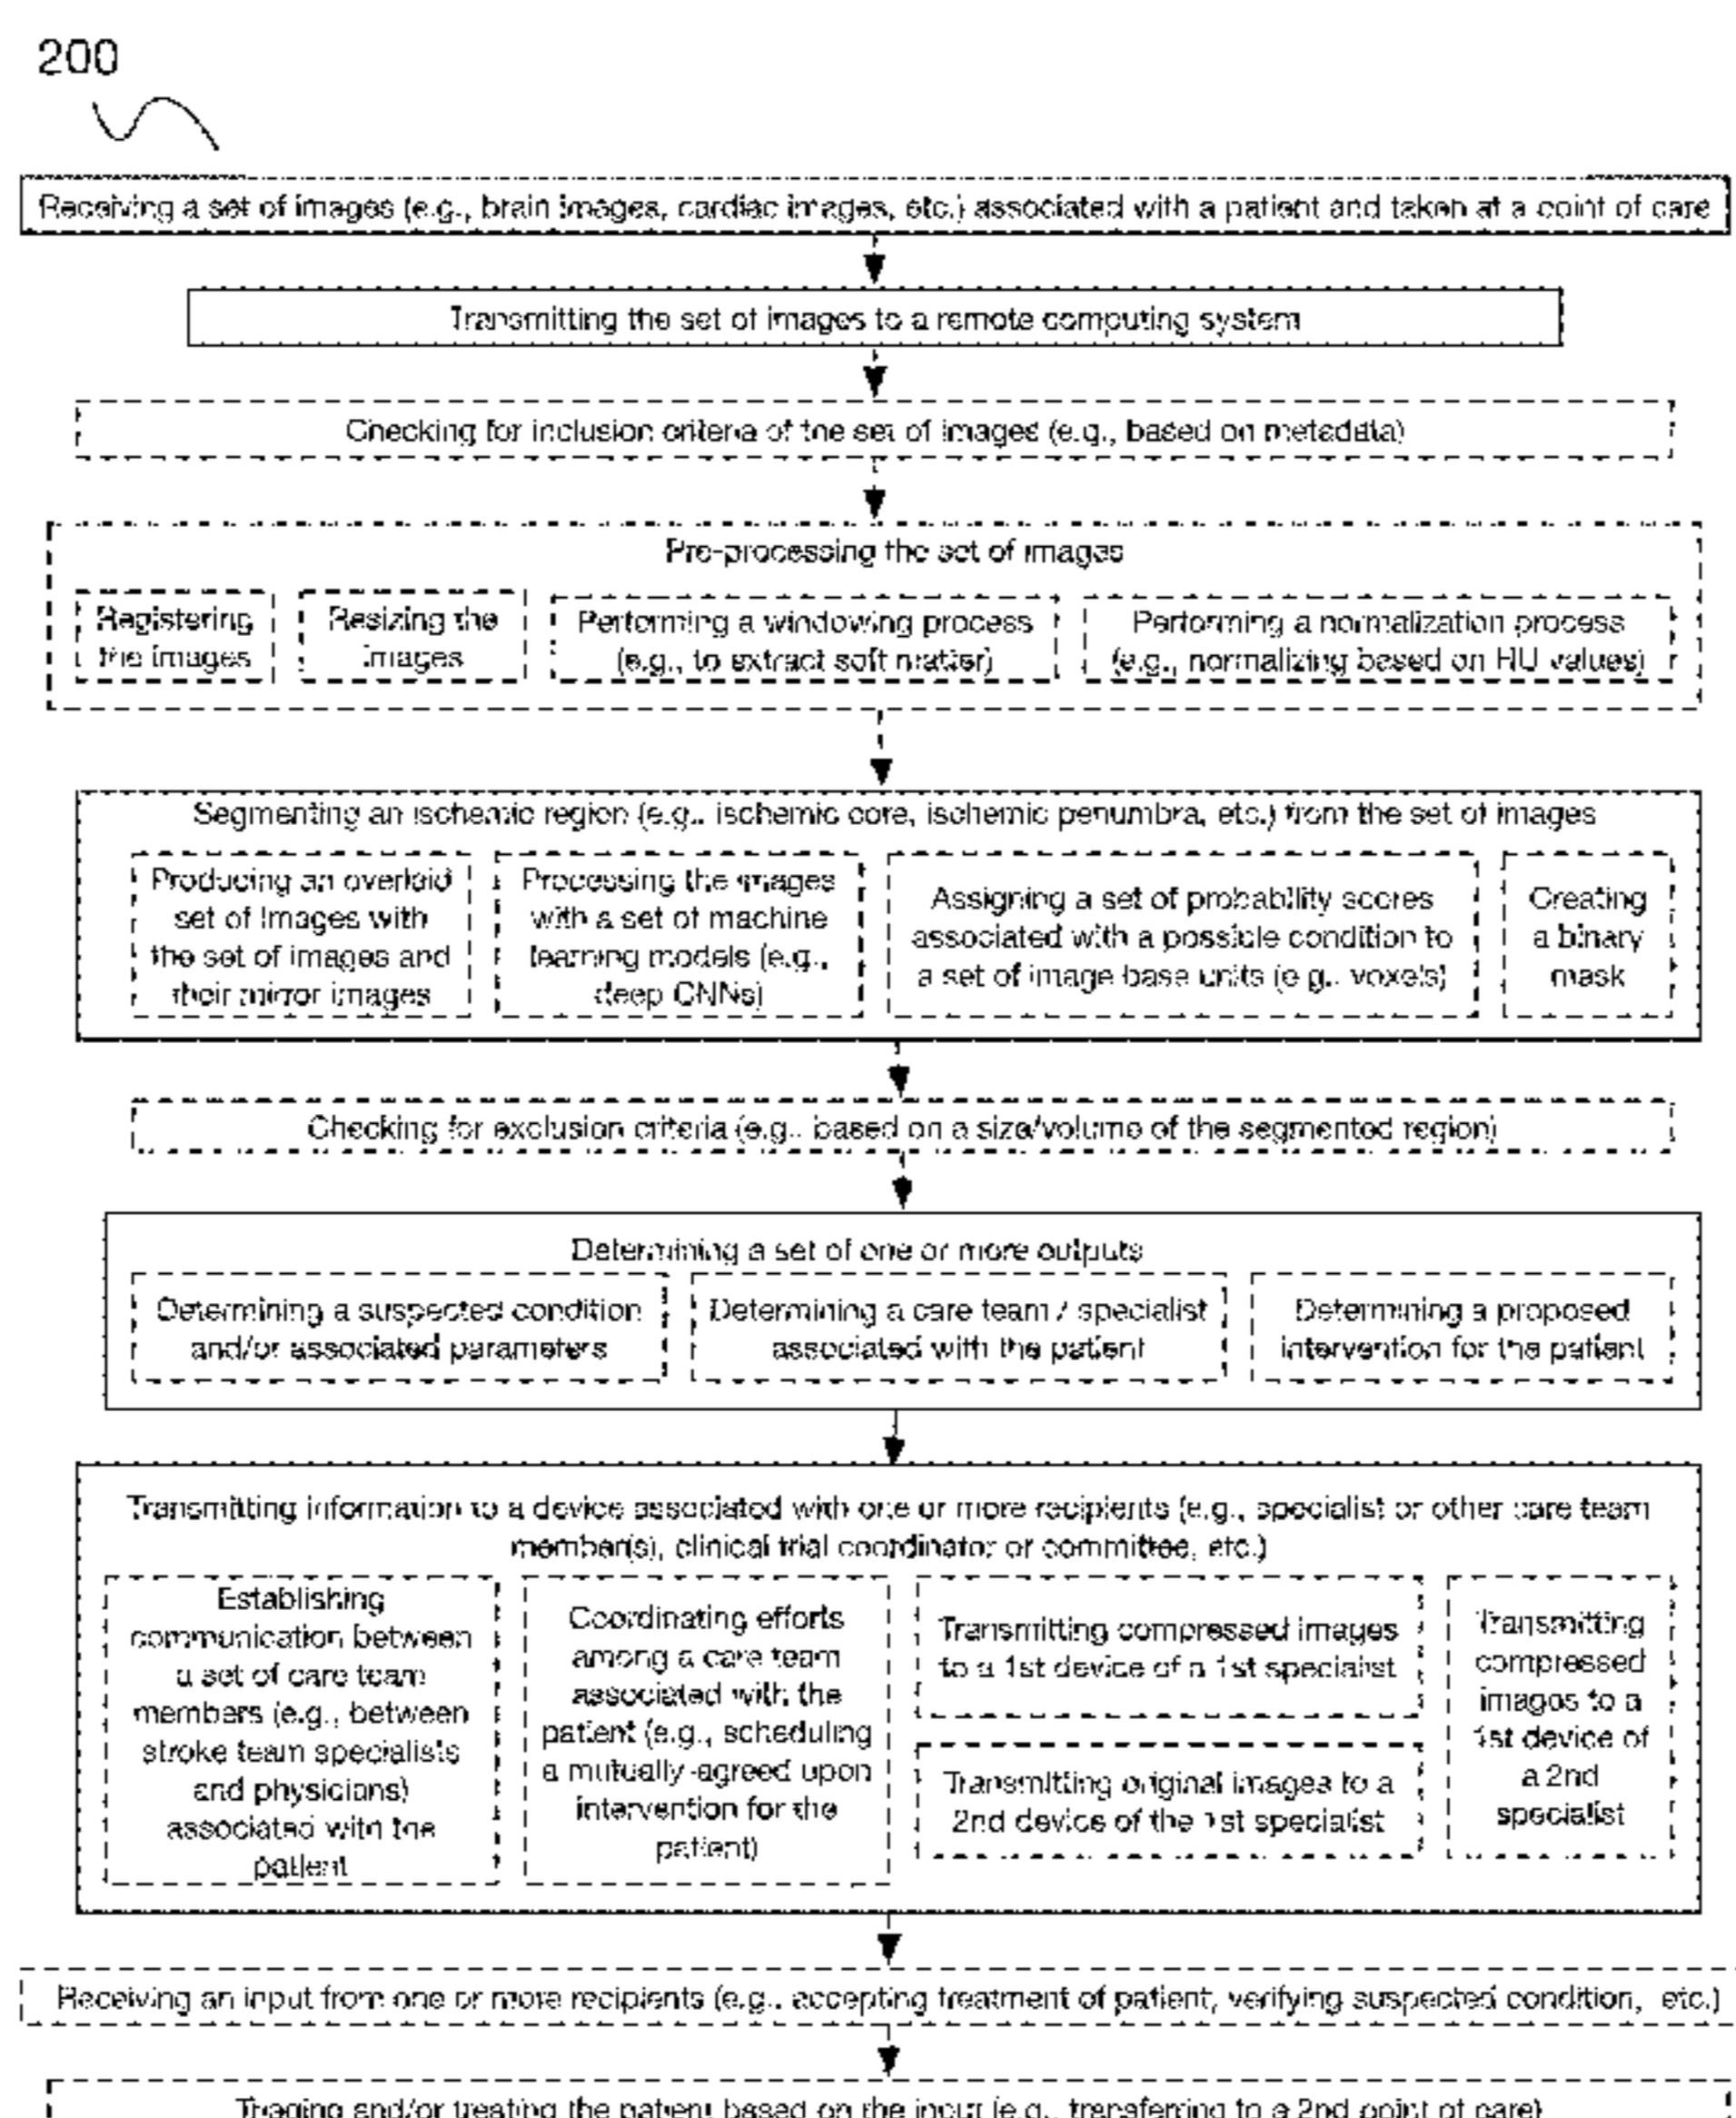 200
Receiving a set of images (e.g., brain images, cardiac images, etc.) associated with a patient and taken at a point of care
Transmitting the set of images to a remote computing system
Checking for inclusion criteria of the set of images (e.g., based on metadata)
Pre-processing the set of images
Registering
the images
Resizing the
images
Performing a windowing process
(e.g., to extract soft matter)
Performing a normalization process
(e.g., normalizing based on HU values)
Segmenting an ischemic region (e.g., ischemic core, ischemic penumbra, etc.) from the set of images
Producing an overlaid
set of images with
the set of images and
their mirror images
Processing the images
with a set of machine
learning models (e.g.,
deep CNNs)
Assigning a set of probability scores
associated with a possible condition to
a set of image base units (e.g., voxels)
Creating
a binary
mask
Checking for exclusion criteria (e.g., based on a size/volume of the segmented region)
Determining a set of one or more outputs
Determining a suspected condition
and/or associated parameters
Determining a care team / specialist
associated with the patient
Determining a proposed
intervention for the patient
Transmitting information to a device associated with one or more recipients (e.g., specialist or other care team
member(s), clinical trial coordinator or committee, etc.)
Establishing
communication between
a set of care team
members (e.g., between
stroke team specialists
and physicians)
associated with the
patient
Coordinating efforts
among a care team
associated with the
patient (e.g., scheduling
a mutually-agreed upon
intervention for the
patient)
Transmitting compressed images
to a 1st device of a 1st specialist
Transmitting original images to a
2nd device of the 1st specialist
Transmitting
compressed
images to a
1st device of
a 2nd
specialist
Receiving an input from one or more recipients (e.g., accepting treatment of patient, verifying suspected condition, etc.)
Triaging and/or treating the patient based on the input (e.g., transferring to a 2nd point of care)